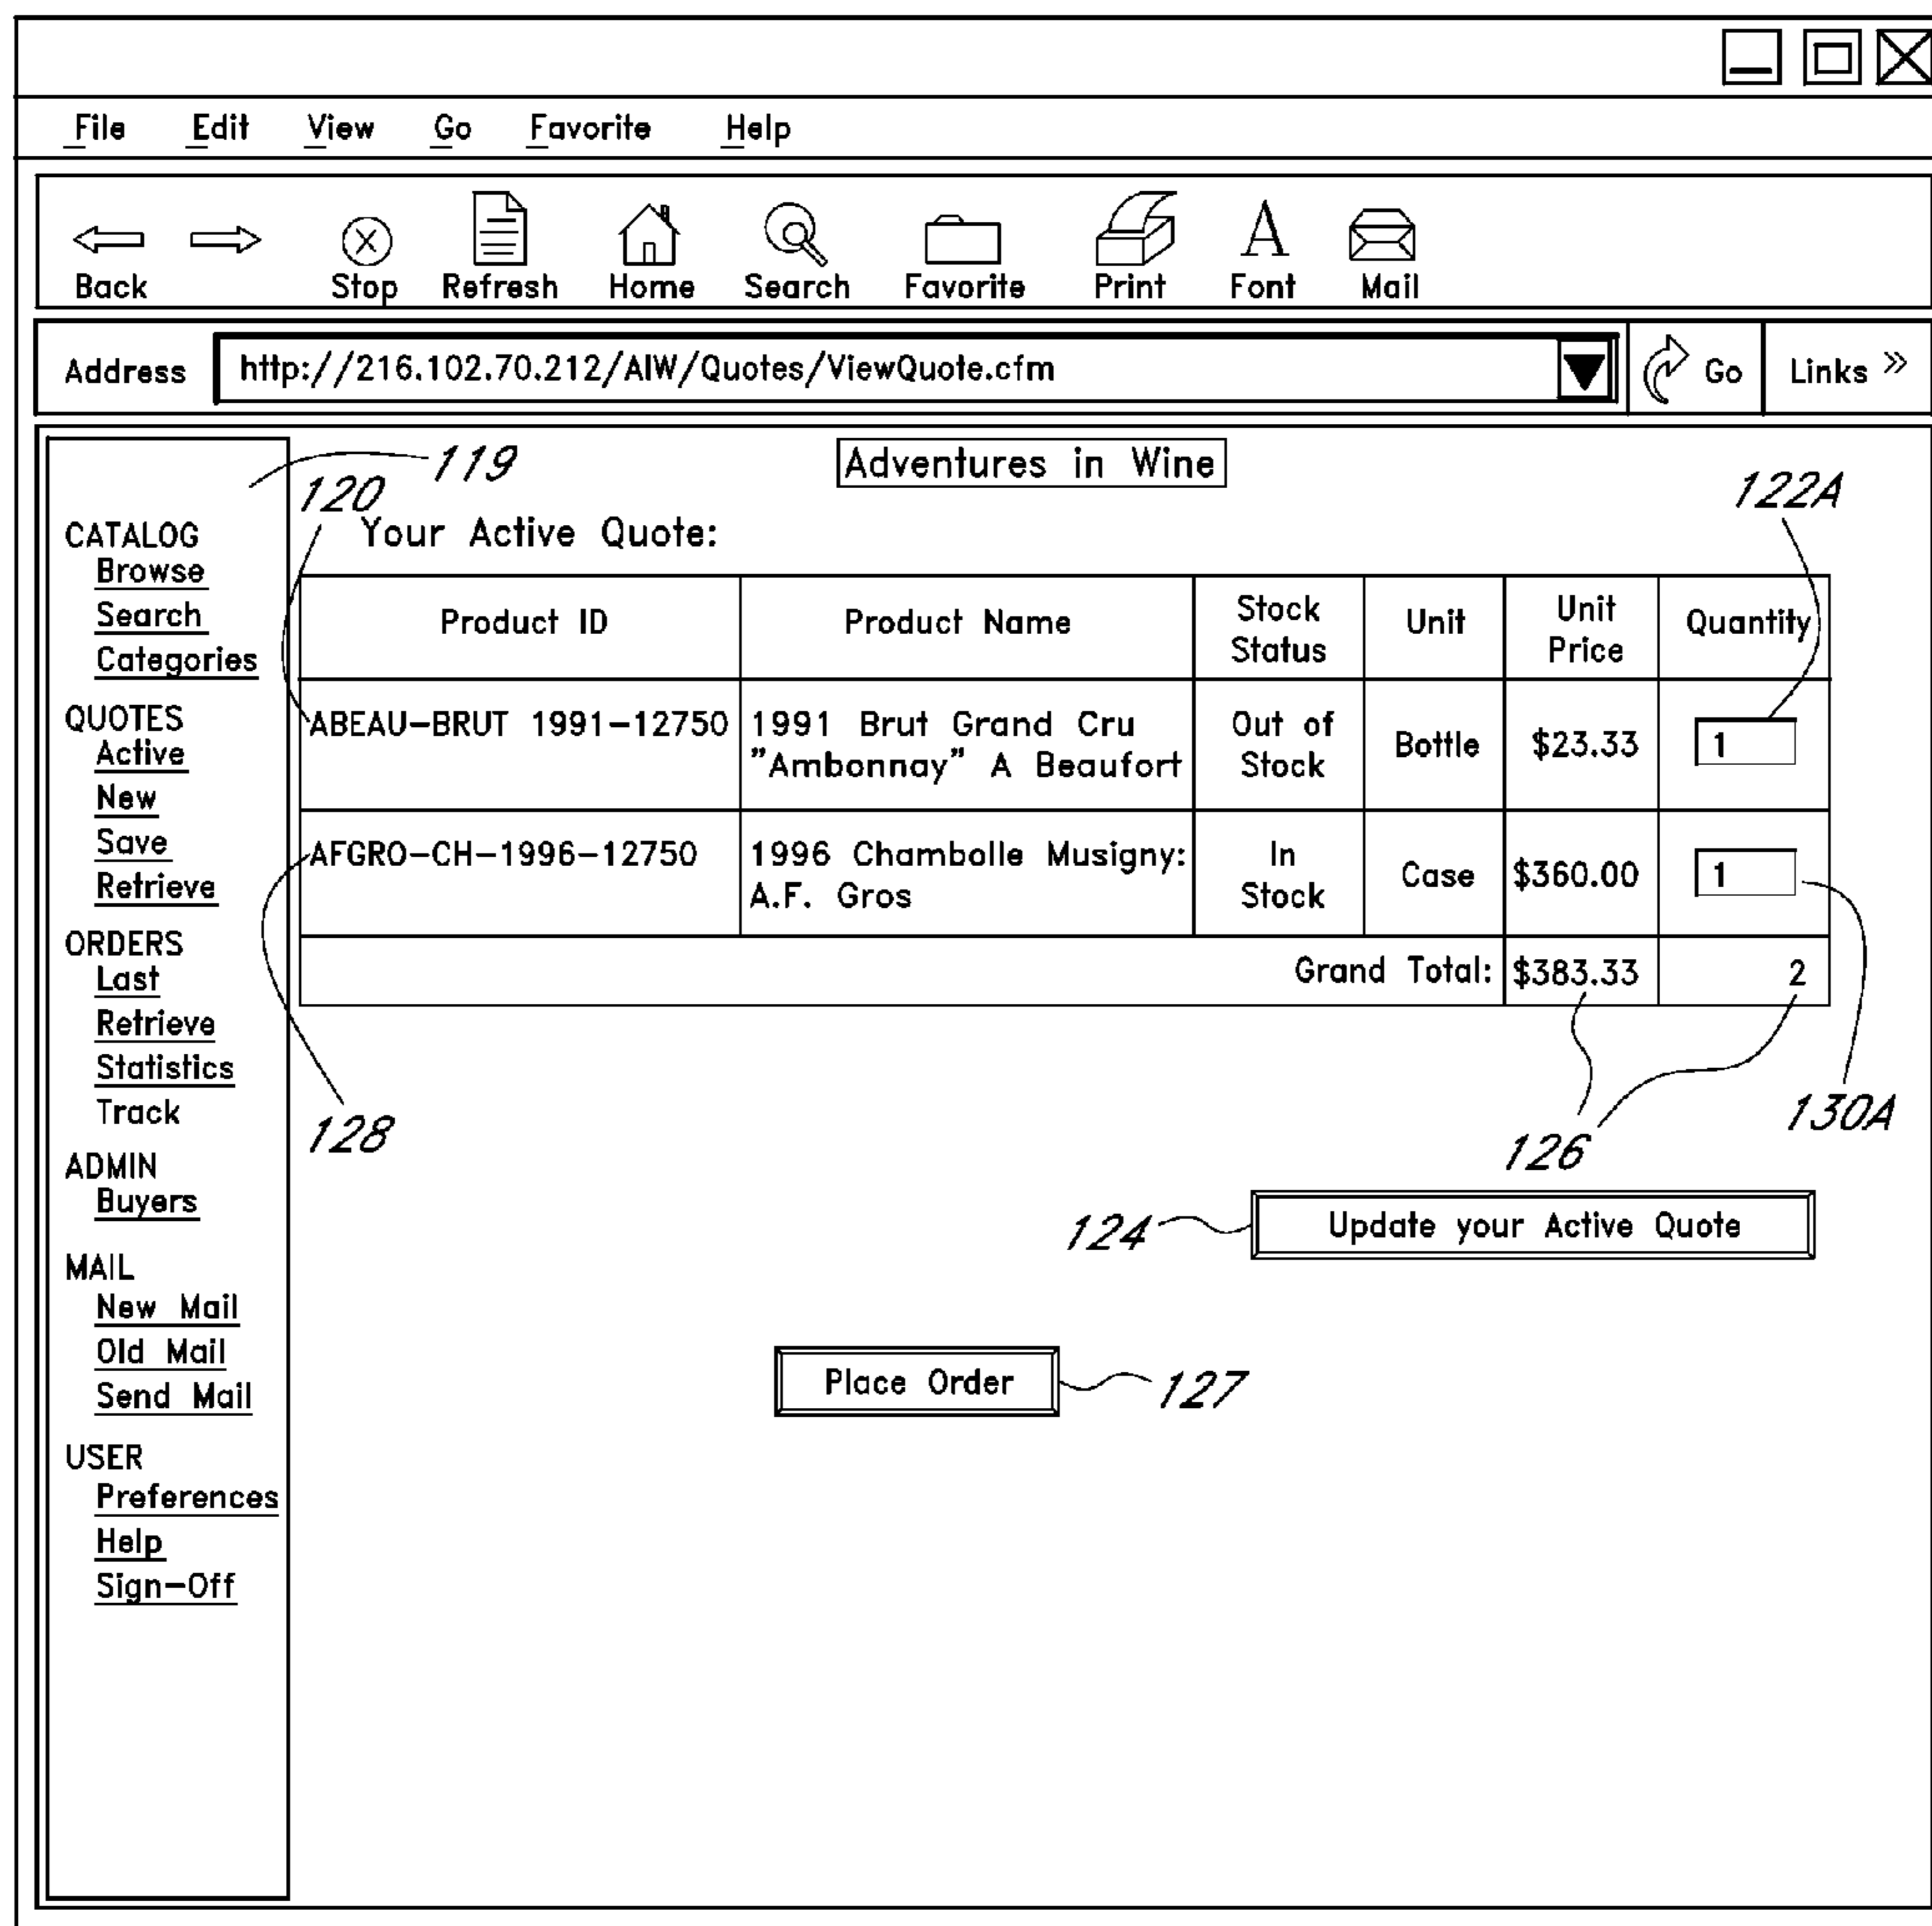 File Edit View Go Favorite Help
Back Stop Refresh Home Search Favorite Print Font Mail
Address http://216.102.70.212/AIW/Quotes/ViewQuote.cfm Go Links »
119
Adventures in Wine
120
122A
Your Active Quote:
CATALOG
Browse
Search
Categories
QUOTES
Active
New
Save
Retrieve
ORDERS
Last
Retrieve
Statistics
Track
ADMIN
Buyers
MAIL
New Mail
Old Mail
Send Mail
USER
Preferences
Help
Sign-Off
Product ID Product Name Stock Status Unit Unit Price Quantity
ABEAU-BRUT 1991-12750 1991 Brut Grand Cru Out of
"Ambonnay" A Beaufort Stock Bottle $23.33 1
AFGRO-CH-1996-12750 1996 Chambolle Musigny: In
A.F. Gros Stock Case $360.00 1
Grand Total: $383.33 2
128
126
130A
124 Update your Active Quote
Place Order 127